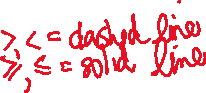 >, < = dashed line
≥, ≤ = solid line